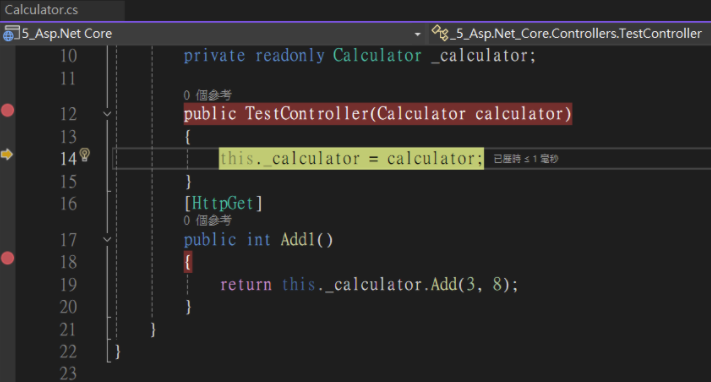 Calculator.cs
5_Asp.Net Core
_5_Asp.Net_Core.Controllers.TestController
10 private readonly Calculator _calculator;
11
0 個參考
12 public TestController(Calculator calculator)
13 {
14 this._calculator = calculator; 已歷時 ≤ 1 毫秒
15 }
16 [HttpGet]
0 個參考
17 public int Add1()
18 {
19 return this._calculator.Add(3, 8);
20 }
21 }
22 }
23